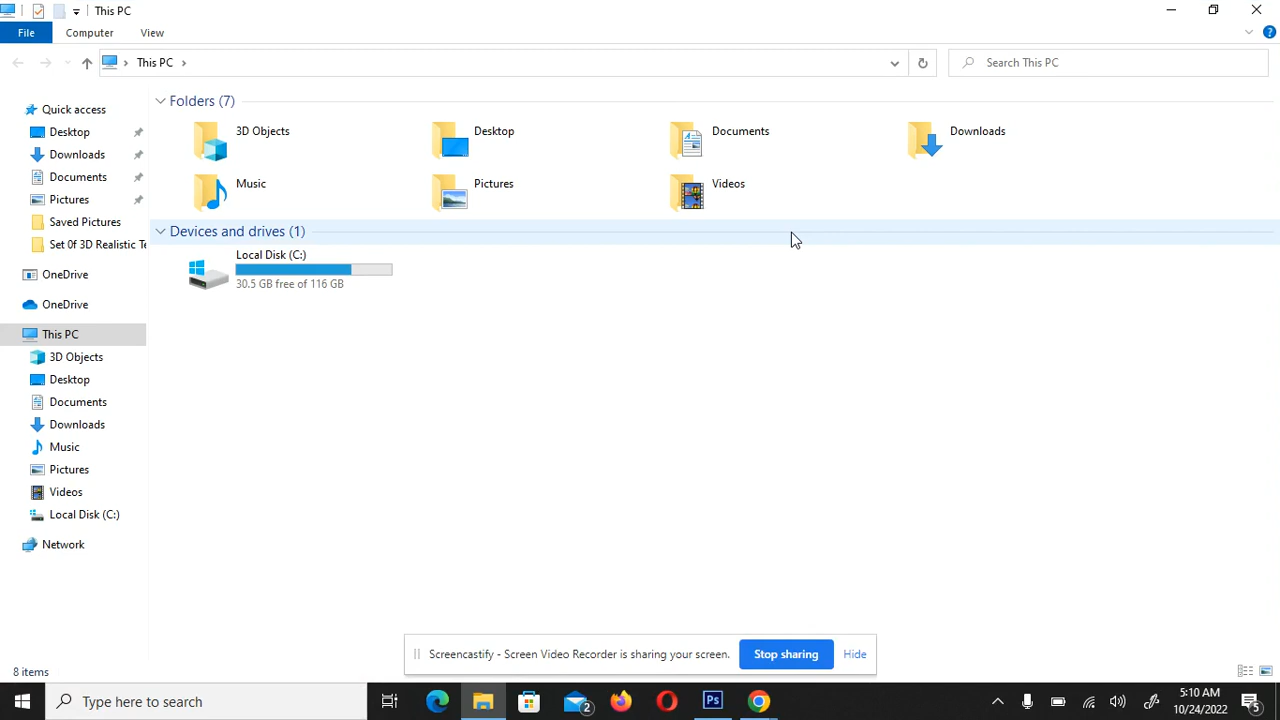 This PC
File
Computer
View
This PC
Search This PC
Quick access
Desktop
Downloads
Documents
Pictures
Saved Pictures
Set 0f 3D Realistic Te
OneDrive
OneDrive
This PC
3D Objects
Desktop
Documents
Downloads
Music
Pictures
Videos
Local Disk (C:)
Network
Folders (7)
3D Objects
Desktop
Documents
Downloads
Music
Pictures
Videos
Devices and drives (1)
Local Disk (C:)
30.5 GB free of 116 GB
Screencastify - Screen Video Recorder is sharing your screen.
Stop sharing
Hide
8 items
Type here to search
2
Ps
5:10 AM
10/24/2022
5